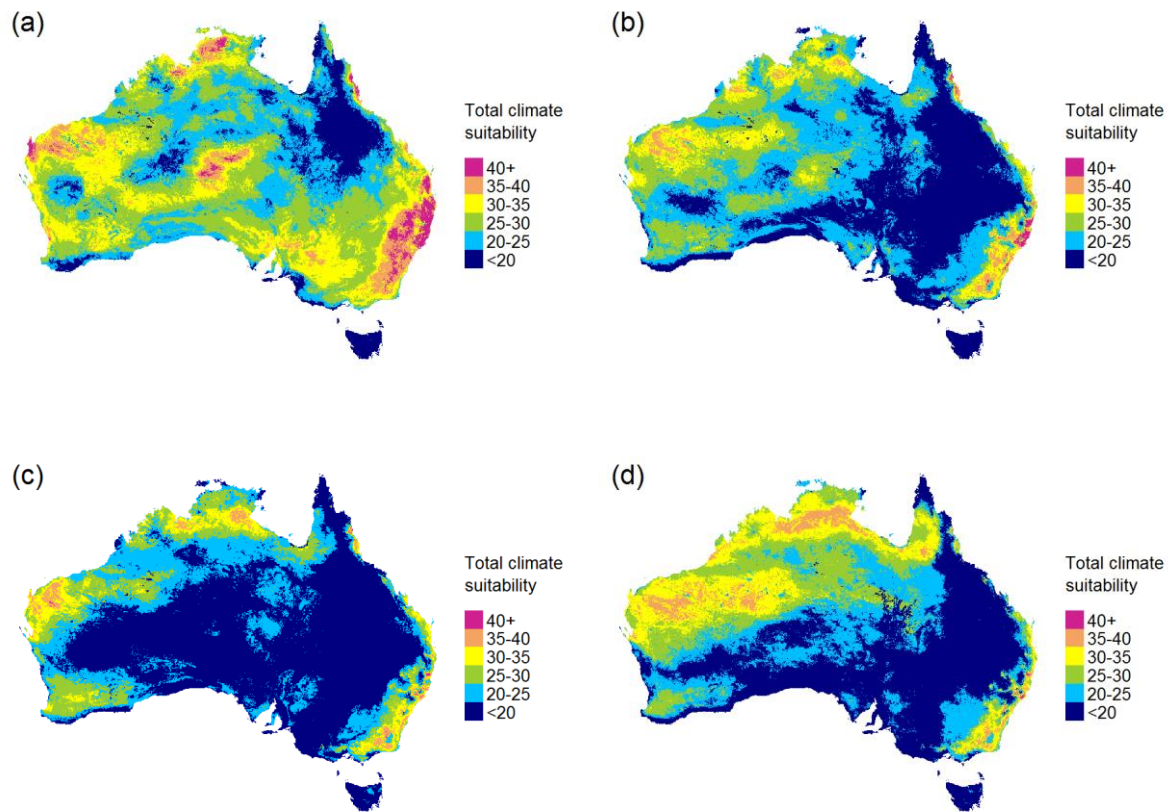 (a)
Total climate
suitability
40+
35-40
30-35
25-30
20-25
<20
(b)
Total climate
suitability
40+
35-40
30-35
25-30
20-25
<20
(c)
Total climate
suitability
40+
35-40
30-35
25-30
20-25
<20
(d)
Total climate
suitability
40+
35-40
30-35
25-30
20-25
<20